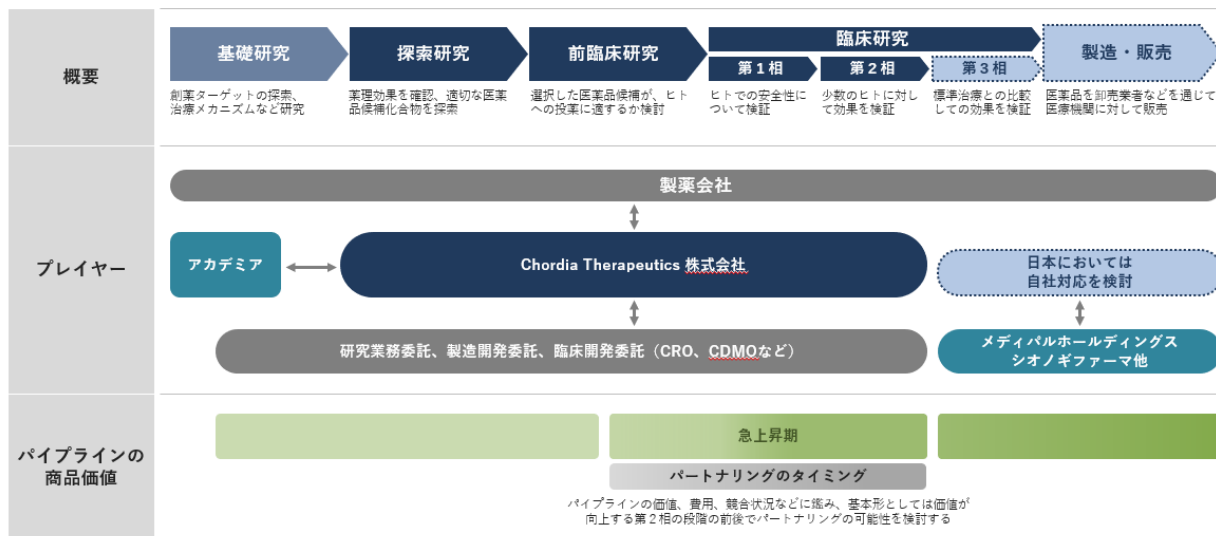 概要
基礎研究
探索研究
前臨床研究
臨床研究
第1相
第2相
第3相
製造・販売
創薬ターゲットの探索、
治療メカニズムなど研究
薬理効果を確認、適切な医薬
品候補化合物を探索
選択した医薬品候補が、ヒト
への投薬に適するか検討
ヒトでの安全性に
ついて検証
少数のヒトに対し
て効果を検証
標準治療との比較
しての効果を検証
医薬品を卸売業者などを通じて
医療機関に対して販売
プレイヤー
製薬会社
アカデミア
Chordia Therapeutics 株式会社
日本においては
自社対応を検討
研究業務委託、製造開発委託、臨床開発委託（CRO、CDMOなど）
メディパルホールディングス
シオノギファーマ他
パイプラインの
商品価値
急上昇期
パートナリングのタイミング
パイプラインの価値、費用、競合状況などに鑑み、基本形としては価値が
向上する第２相の段階の前後でパートナリングの可能性を検討する